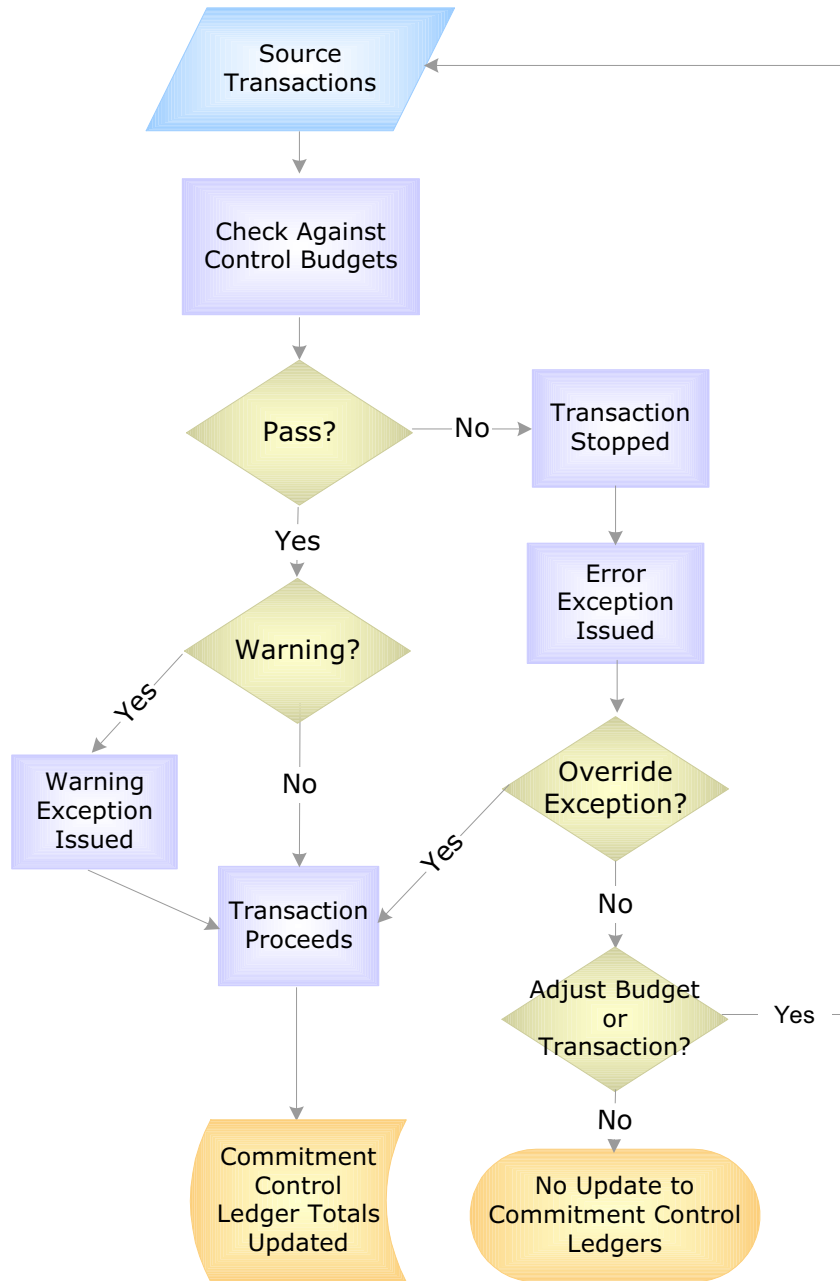 Source
Transactions
Check Against
Control Budgets
Pass?
No
Transaction
Stopped
Yes
Error
Exception
Issued
Warning?
Yes
No
Warning
Exception
Issued
Override
Exception?
Yes
Transaction
Proceeds
No
Adjust Budget
or
Transaction?
Yes
No
Commitment
Control
Ledger Totals
Updated
No Update to
Commitment Control
Ledgers